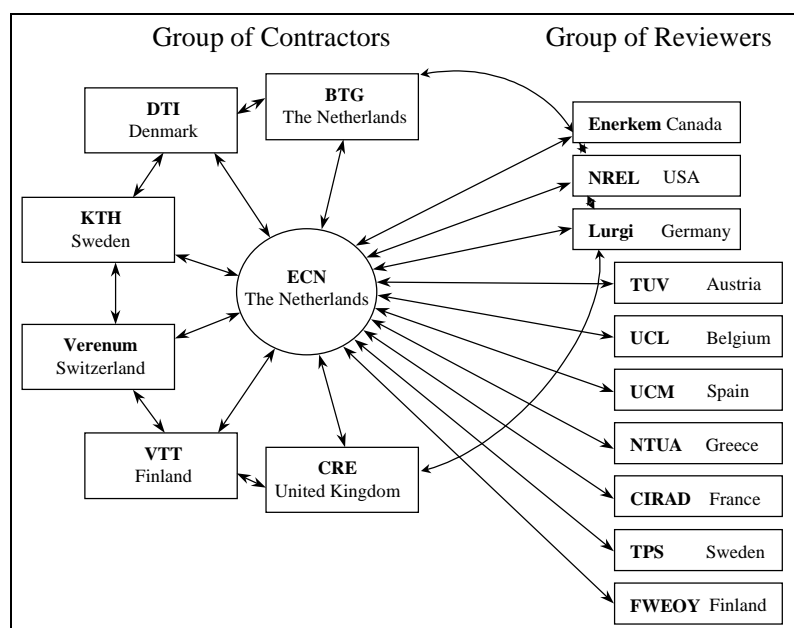 Group of Contractors
Group of Reviewers
BTG
The Netherlands
DTI
Denmark
KTH
Sweden
ECN
The Netherlands
Verenum
Switzerland
VTT
Finland
CRE
United Kingdom
Enerkem Canada
NREL USA
Lurgi Germany
TUV Austria
UCL Belgium
UCM Spain
NTUA Greece
CIRAD France
TPS Sweden
FWEOY Finland